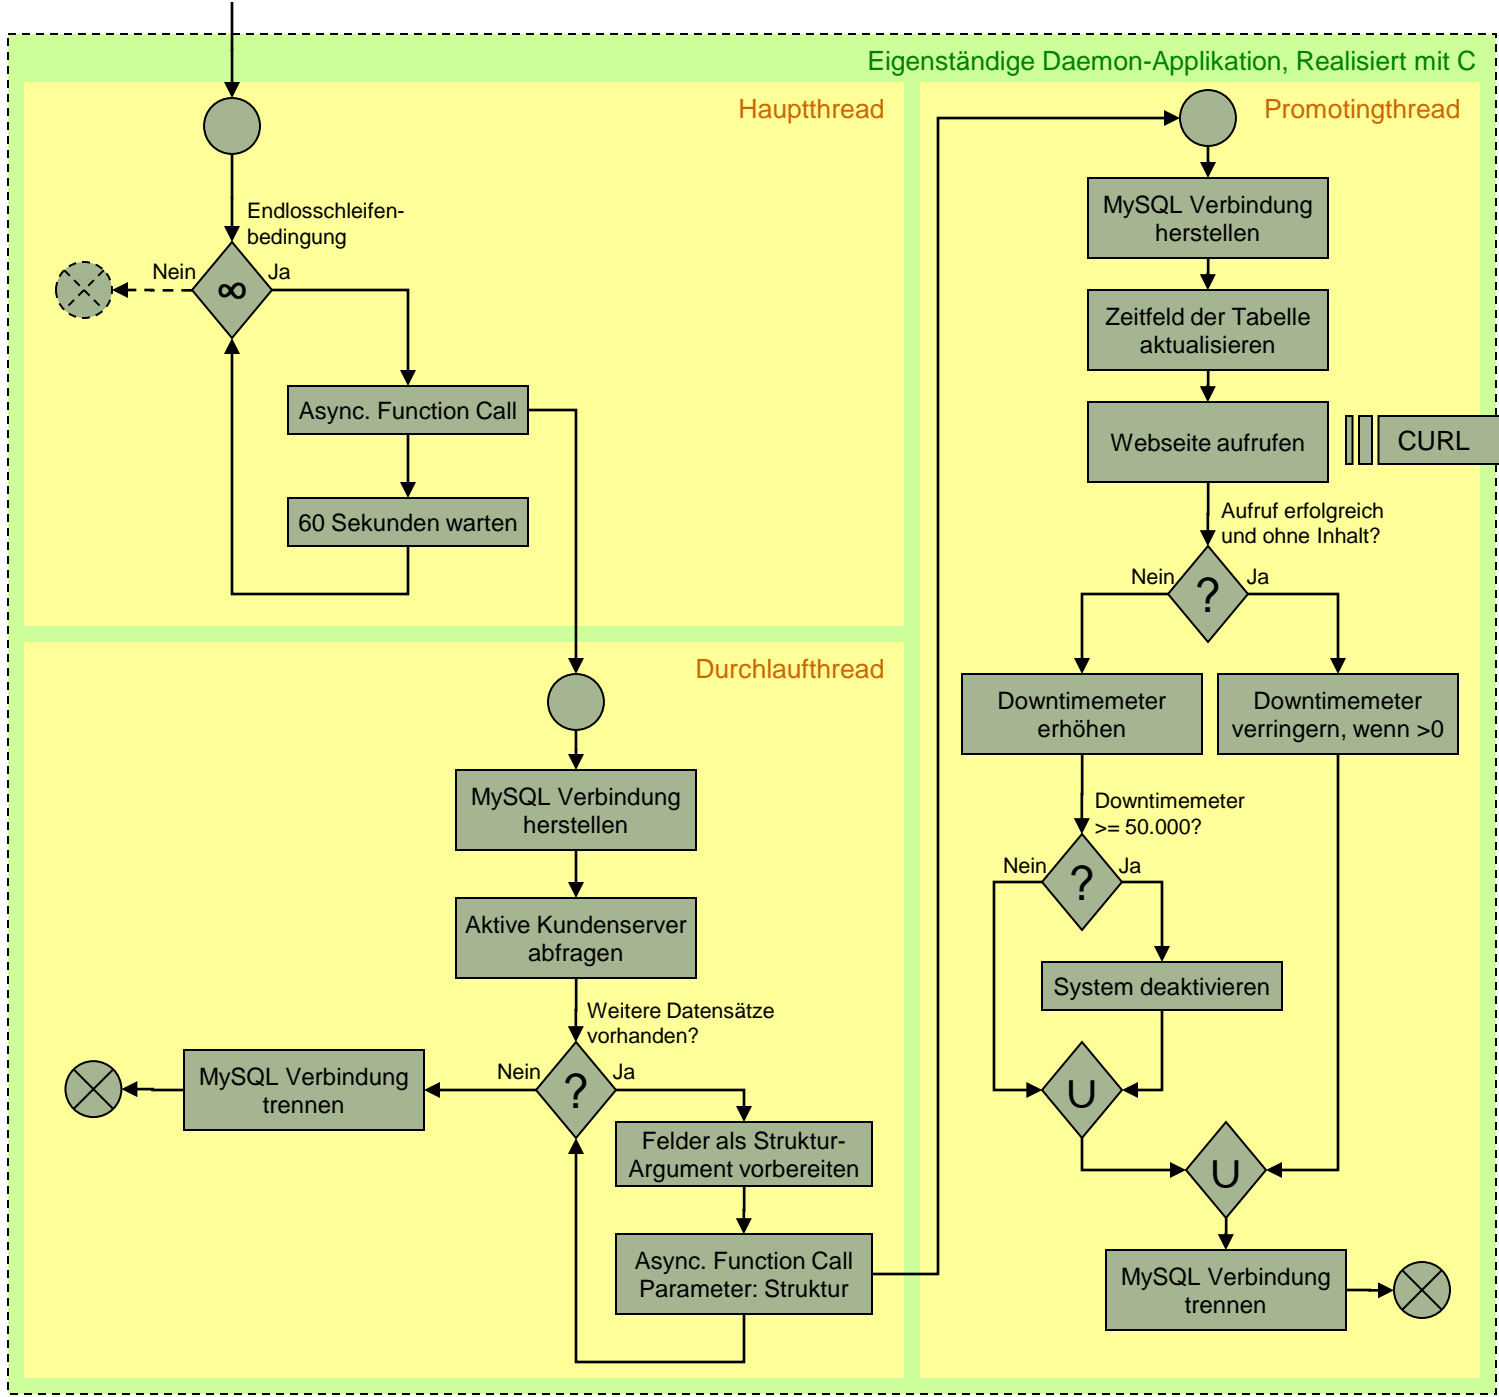 Eigenständige Daemon-Applikation, Realisiert mit C
Hauptthread
Endlosschleifen-
bedingung
Nein
Ja
∞
Async. Function Call
60 Sekunden warten
Durchlaufthread
MySQL Verbindung
herstellen
Aktive Kundenserver
abfragen
Weitere Datensätze
vorhanden?
Nein
Ja
?
MySQL Verbindung
trennen
Felder als Struktur-
Argument vorbereiten
Async. Function Call
Parameter: Struktur
Promotingthread
MySQL Verbindung
herstellen
Zeitfeld der Tabelle
aktualisieren
Webseite aufrufen
CURL
Aufruf erfolgreich
und ohne Inhalt?
Nein
Ja
?
Downtimemeter
erhöhen
Downtimemeter
verringern, wenn >0
Downtimemeter
>= 50.000?
Nein
Ja
?
System deaktivieren
U
U
MySQL Verbindung
trennen